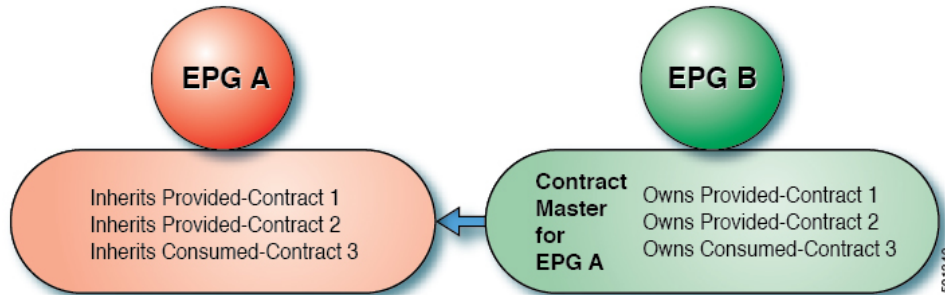 EPG A
EPG B
Inherits Provided-Contract 1
Inherits Provided-Contract 2
Inherits Consumed-Contract 3
Contract
Master
for
EPG A
Owns Provided-Contract 1
Owns Provided-Contract 2
Owns Consumed-Contract 3